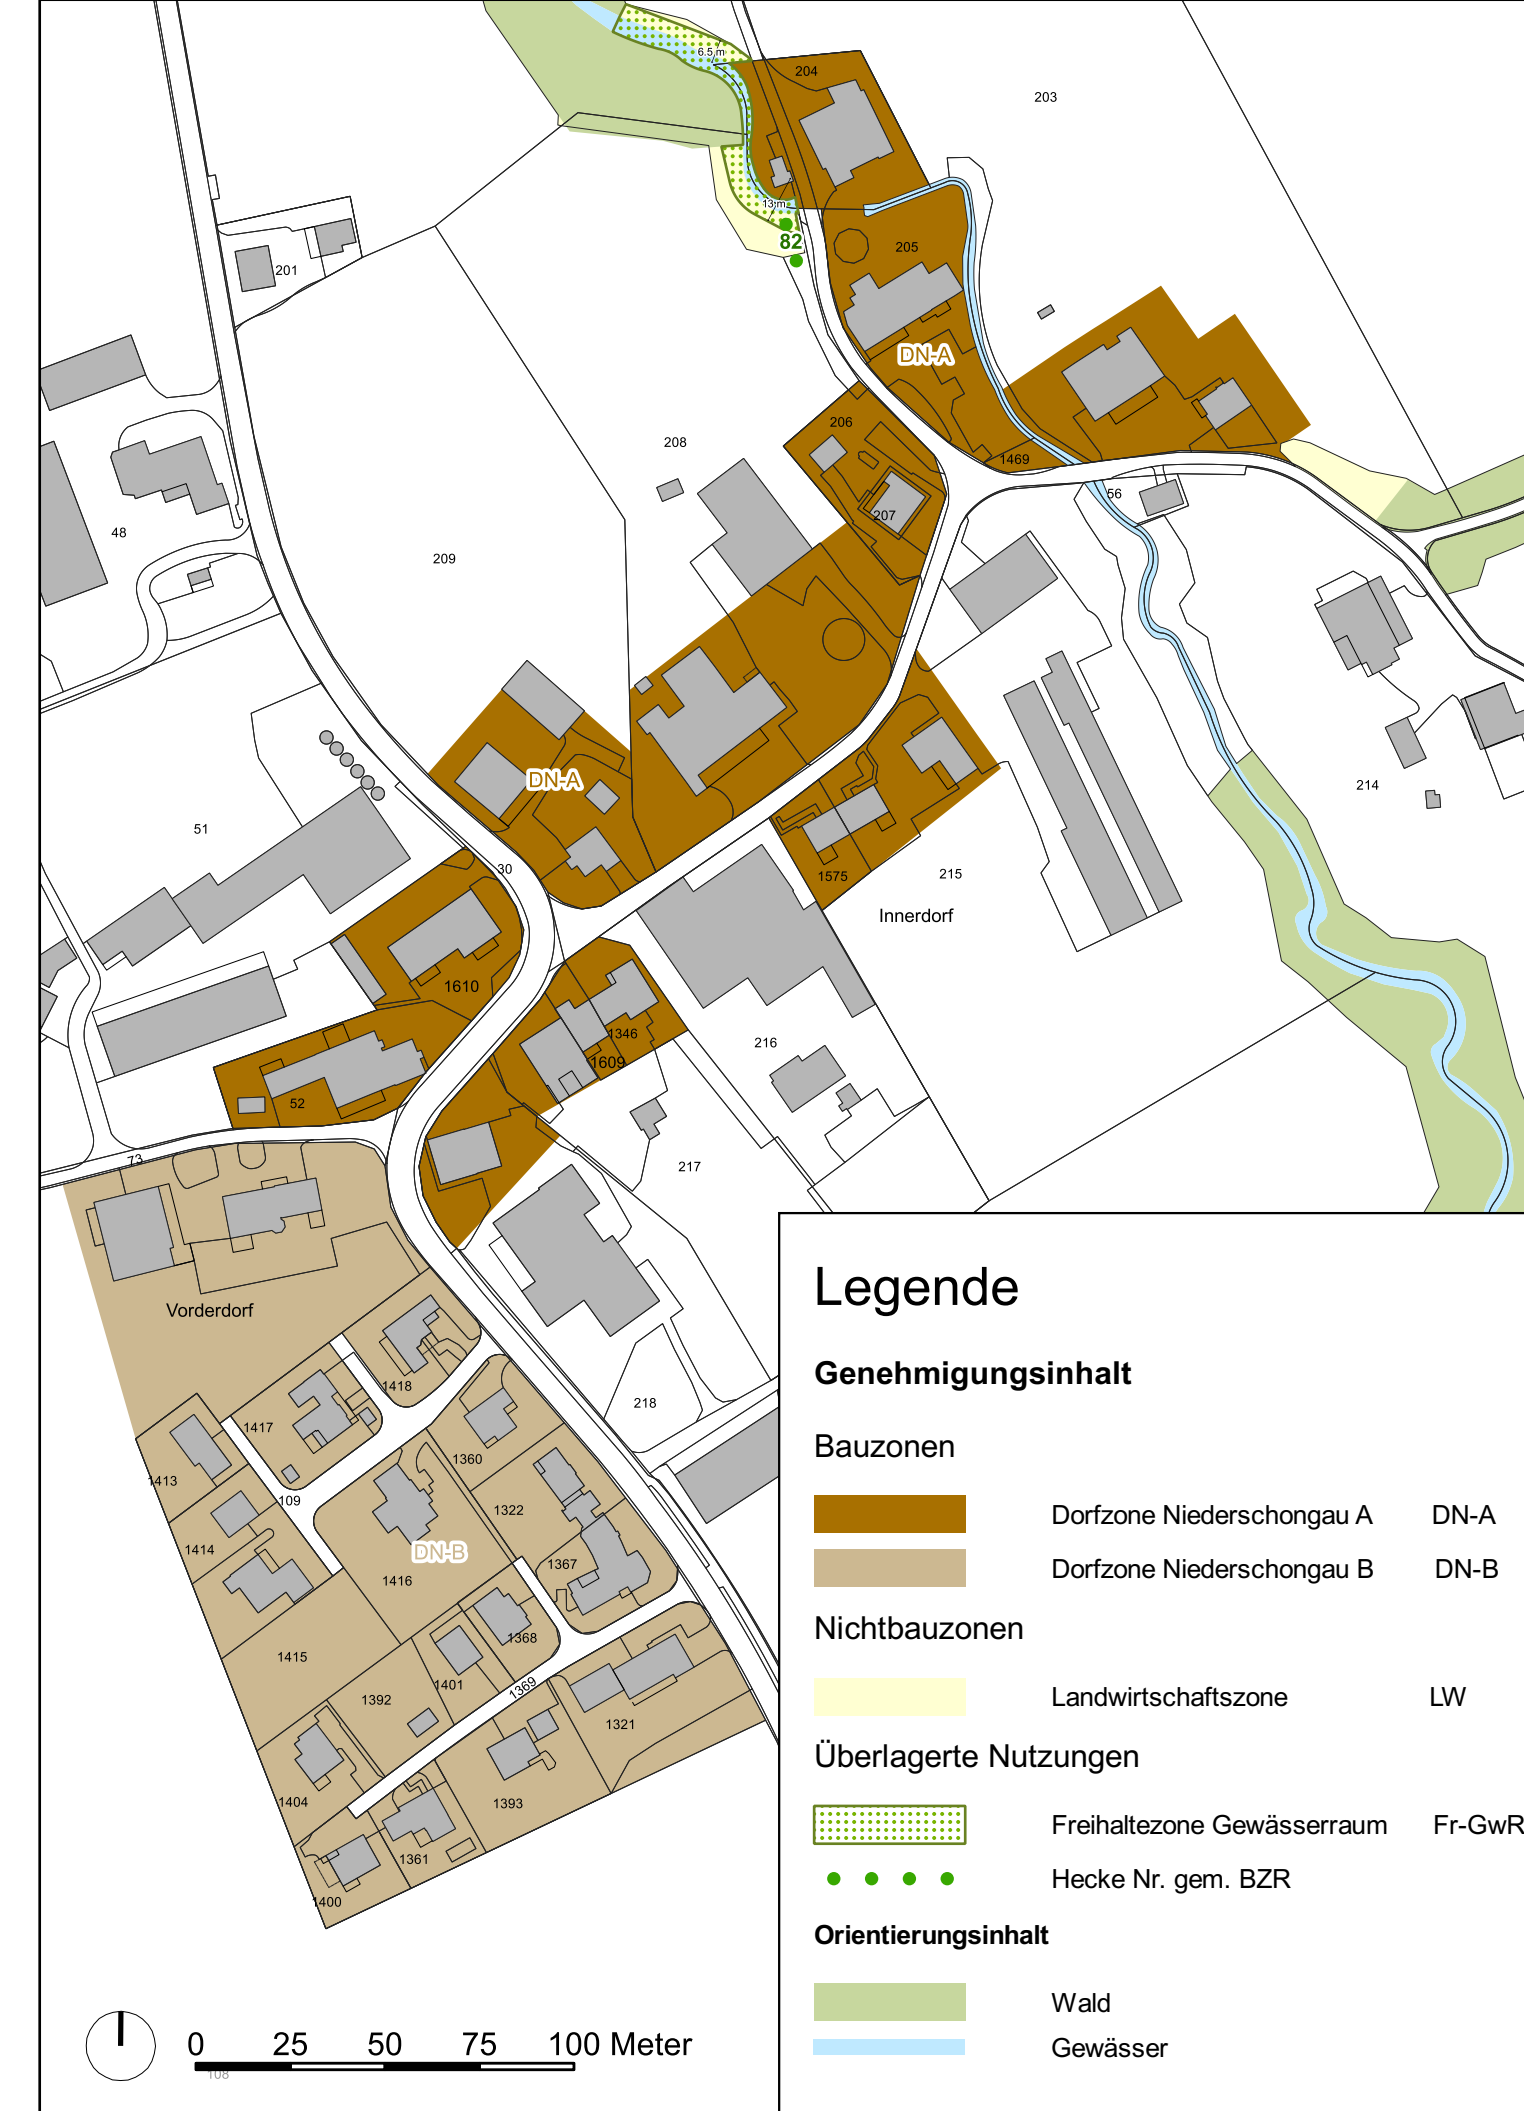 6.5 m
204
203
13 m
82
205
201
DN-A
206
208
1469
56
207
48
209
DN-A
214
51
30
1575
215
Innerdorf
1610
1346
216
1609
52
73
217
Vorderdorf
1418
218
1417
1360
1413
109
1322
1414
DN-B
1367
1416
1368
1415
1401
1369
1392
1321
1404
1393
1361
1400
Legende
Genehmigungsinhalt
Bauzonen
Dorfzone Niederschongau A DN-A
Dorfzone Niederschongau B DN-B
Nichtbauzonen
Landwirtschaftszone LW
Überlagerte Nutzungen
Freihaltezone Gewässerraum Fr-GwR
Hecke Nr. gem. BZR
Orientierungsinhalt
Wald
Gewässer
0 25 50 75 100 Meter
108